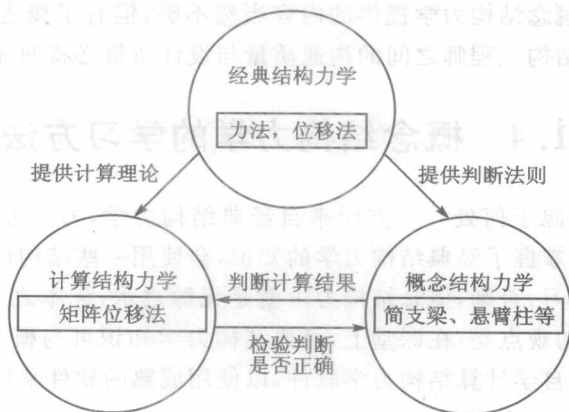 经典结构力学
力法，位移法
提供计算理论
提供判断法则
计算结构力学
矩阵位移法
判断计算结果
检验判断
是否正确
概念结构力学
简支梁、悬臂柱等